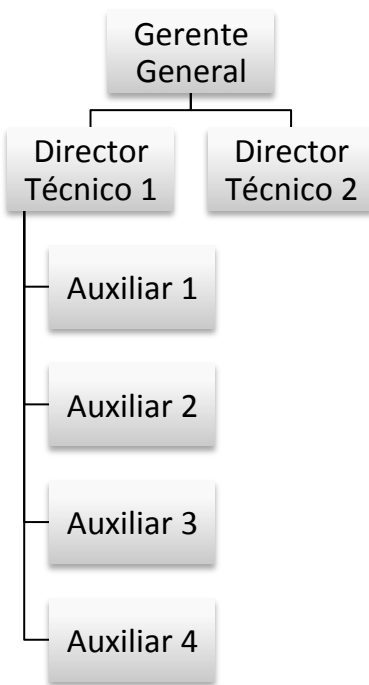 Gerente
General
Director
Técnico 1
Director
Técnico 2
Auxiliar 1
Auxiliar 2
Auxiliar 3
Auxiliar 4